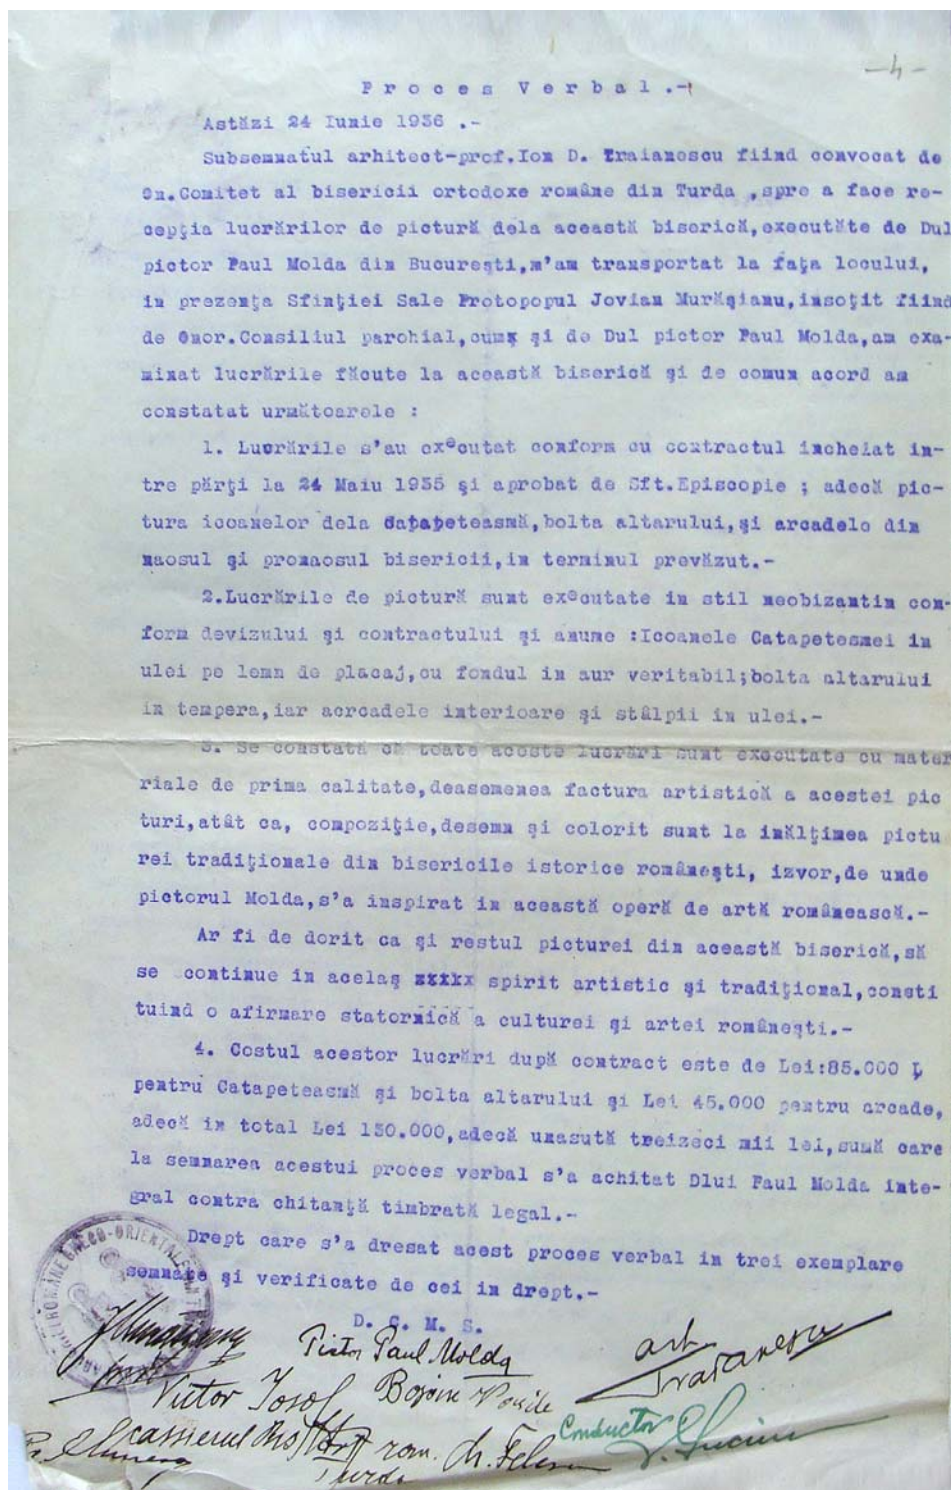 -4-
Proces Verbal.-
Astăzi 24 Iunie 1936 .-
Subsemnatul arhitect-prof.Ion D. Traianescu fiind convocat de
On.Comitet al bisericii ortodoxe române din Turda ,spre a face re-
cepţia lucrărilor de pictură dela această biserică,executăte de Dul
pictor Paul Molda din Bucureşti,m'am transportat la faţa locului,
in prezenţa Sfinţiei Sale Protopopul Jovian Murăşianu,insoţit fiind
de Onor.Consiliul parohial,cum şi de Dul pictor Paul Molda,am exa-
minat lucrările făcute la această biserică şi de comun acord am
constatat următoarele :
1. Lucrările s'au executat conform cu contractul incheiat in-
tre părţi la 24 Maiu 1935 şi aprobat de Sft.Episcopie ; adecă pic-
tura icoanelor dela Catapeteasmă,bolta altarului,şi arcadele din
naosul şi pronaosul bisericii,in terminul prevăzut.-
2.Lucrările de pictură sunt executate in stil neobizantin con-
form devizului şi contractului şi anume :Icoanele Catapetesmei in
ulei pe lemn de placaj,cu fondul in aur veritabil;bolta altarului
in tempera,iar acrcadele interioare şi stâlpii in ulei.-
3. Se constată că toate aceste lucrări sunt executate cu mater
riale de prima calitate,deasemenea factura artistică a acestei pic
turi,atât ca, compoziţie,desemn şi colorit sunt la inălţimea pictu
rei tradiţionale din bisericile istorice româneşti, izvor,de unde
pictorul Molda,s'a inspirat in această operă de artă românească.-
Ar fi de dorit ca şi restul picturei din această biserică,să
se continue in acelaş xxxxx spirit artistic şi tradiţional,consti
tuind o afirmare statornică a culturei şi artei româneşti.-
4. Costul acestor lucrări după contract este de Lei:85.000 L
pentru Catapeteasmă şi bolta altarului şi Lei 45.000 pentru arcade,
adecă in total Lei 130.000,adecă unasută treizeci mii lei,sumă care
la semnarea acestui proces verbal s'a achitat Dlui Paul Molda inte-
gral contra chitanţă timbrată legal.-
Drept care s'a dresat acest proces verbal in trei exemplare
semnate şi verificate de cei in drept.-
D. C. M. S.
Pictor Paul Molda
arh Traianescu
Victor Iosof
Conductor
cassierul
rom.
Turda